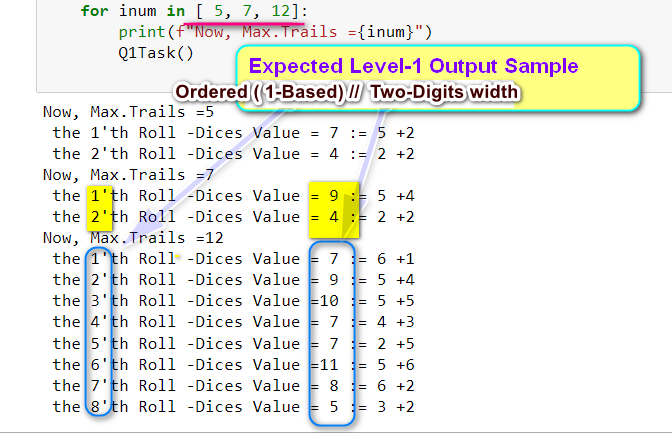 for inum in [ 5, 7, 12]:
print(f"Now, Max.Trails ={inum}")
Q1Task()
Expected Level-1 Output Sample
Ordered ( 1-Based) // Two-Digits width
Now, Max.Trails =5
the 1'th Roll -Dices Value = 7 := 5 +2
the 2'th Roll -Dices Value = 4 := 2 +2
Now, Max.Trails =7
the 1'th Roll -Dices Value = 9 := 5 +4
the 2'th Roll -Dices Value = 4 := 2 +2
Now, Max.Trails =12
the 1'th Roll -Dices Value = 7 := 6 +1
the 2'th Roll -Dices Value = 9 := 5 +4
the 3'th Roll -Dices Value =10 := 5 +5
the 4'th Roll -Dices Value = 7 := 4 +3
the 5'th Roll -Dices Value = 7 := 2 +5
the 6'th Roll -Dices Value =11 := 5 +6
the 7'th Roll -Dices Value = 8 := 6 +2
the 8'th Roll -Dices Value = 5 := 3 +2